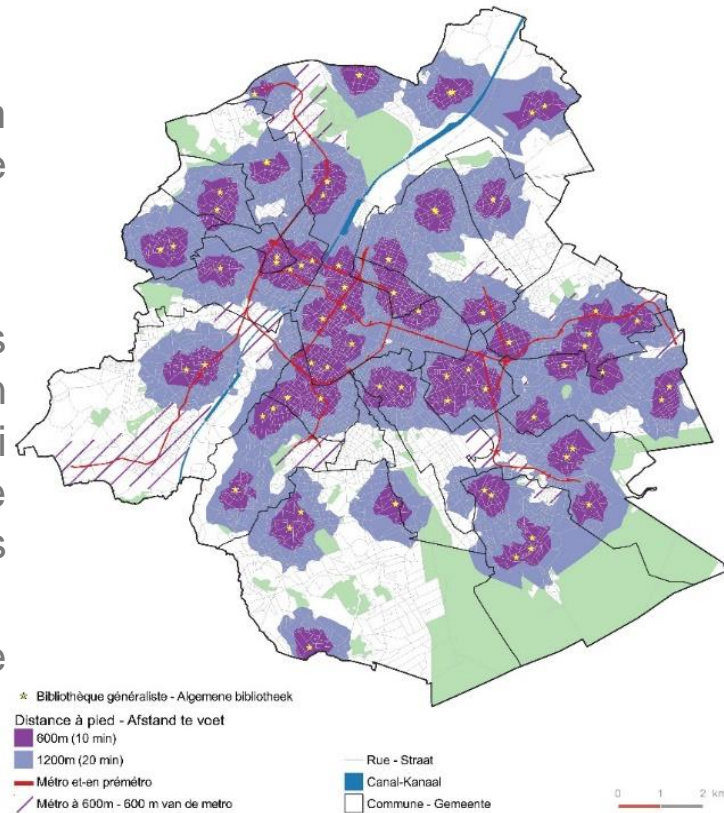 n
e
s
n
i
e
s
e
Bibliothèque généraliste - Algemene bibliotheek
Distance à pied - Afstand te voet
600m (10 min)
1200m (20 min)
Métro et-en prémétro
Métro à 600m - 600 m van de metro
Rue - Straat
Canal-Kanaal
Commune - Gemeente
0 1 2 km